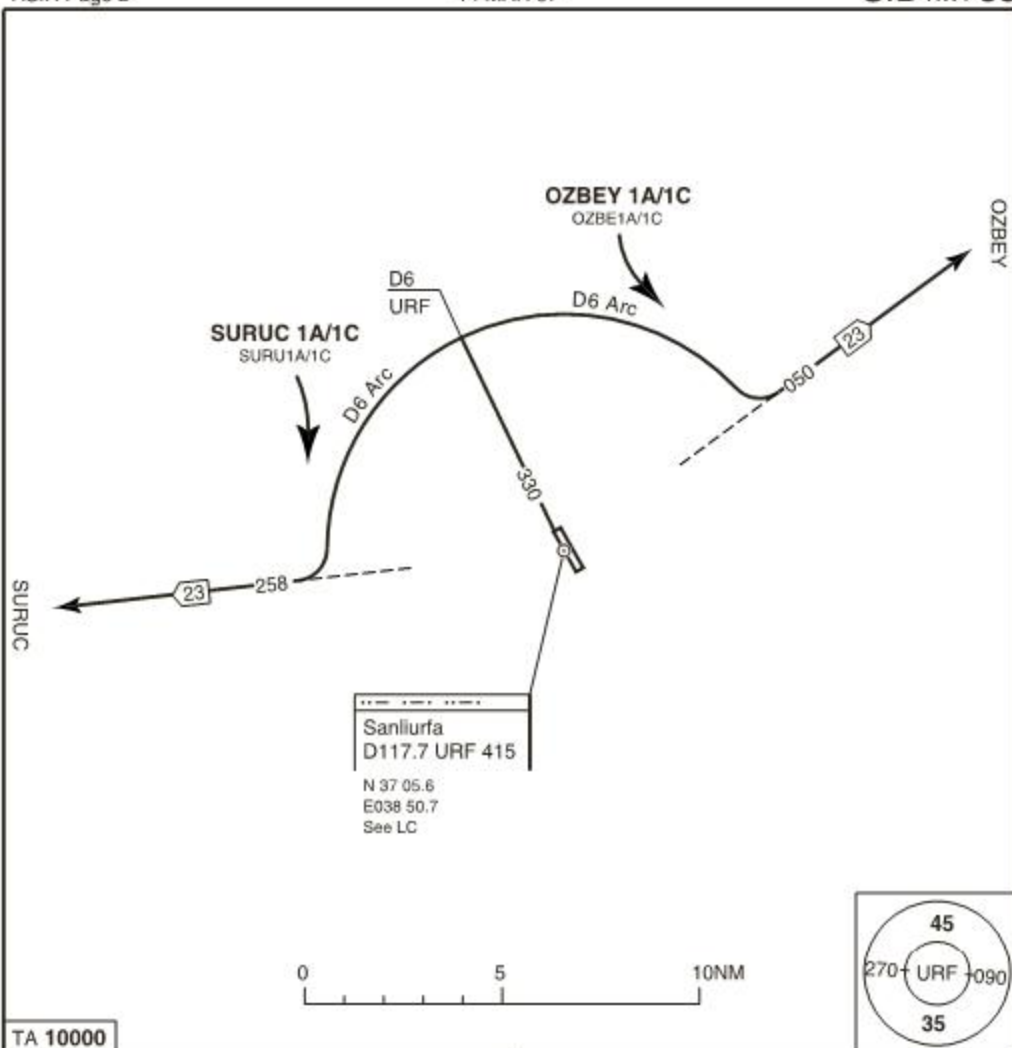 OZBEY 1A/1C
OZBE1A/1C
OZBEY
D6
URF
D6 Arc
23
SURUC 1A/1C
SURU1A/1C
D6 Arc
050
330
258
23
SURUC
Sanliurfa
D117.7 URF 415
N 37 05.6
E038 50.7
See LC
0 5 10NM
45
270 URF 090
35
TA 10000